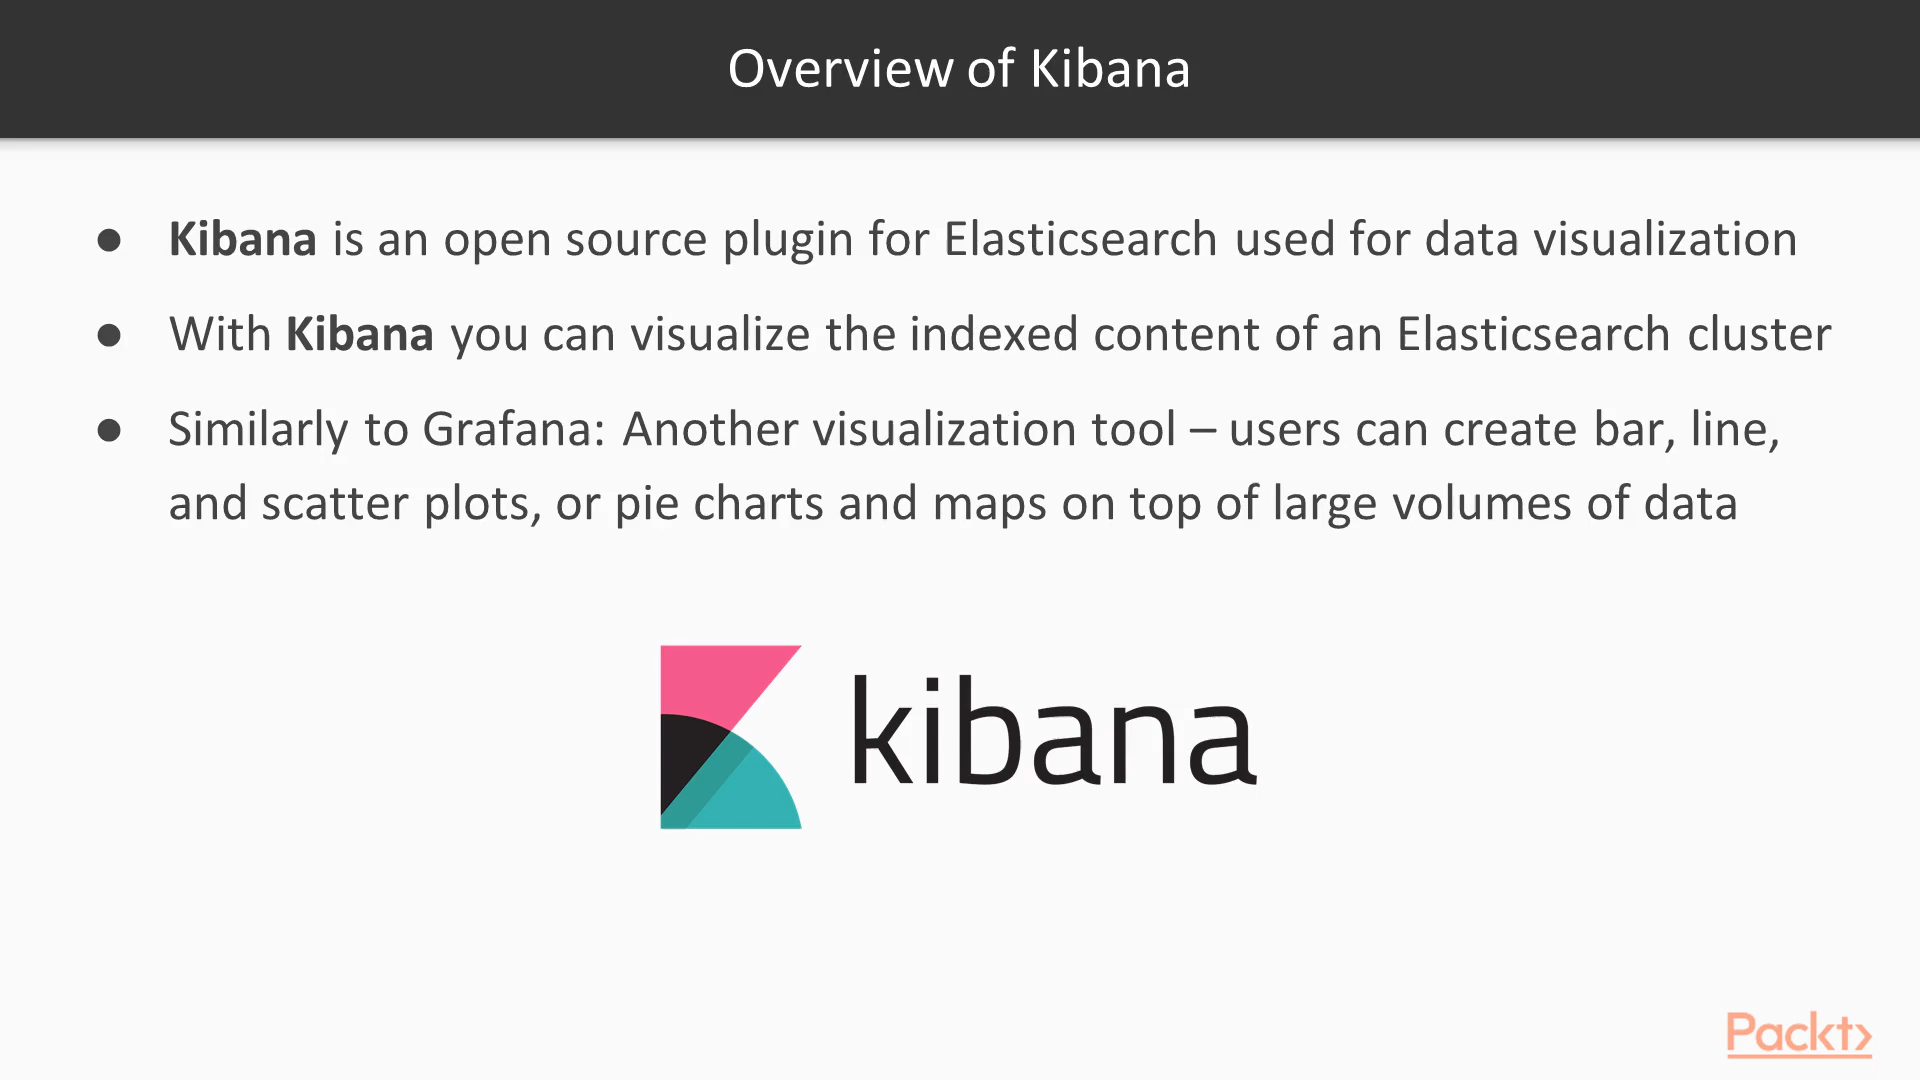 Overview of Kibana
● Kibana is an open source plugin for Elasticsearch used for data visualization
● With Kibana you can visualize the indexed content of an Elasticsearch cluster
● Similarly to Grafana: Another visualization tool – users can create bar, line,
and scatter plots, or pie charts and maps on top of large volumes of data
kibana
Packt>